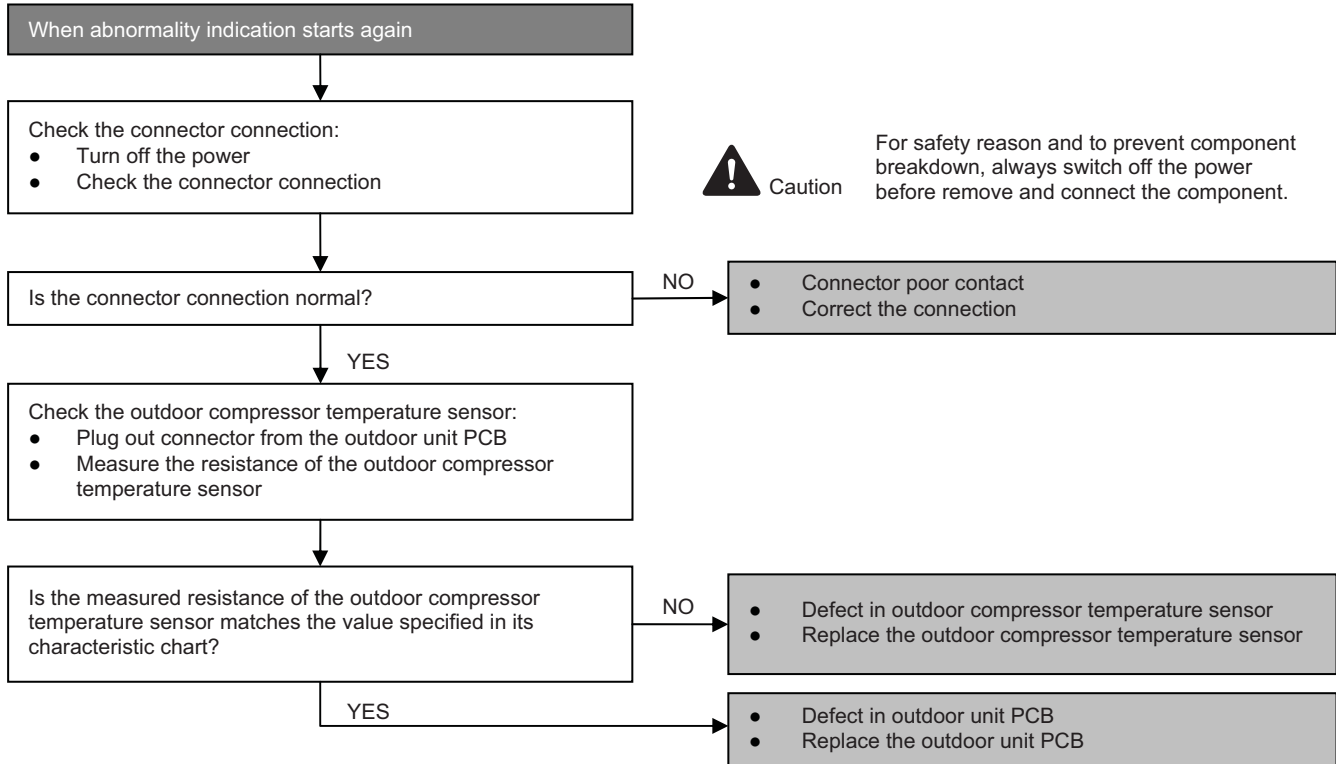 When abnormality indication starts again
Check the connector connection:
● Turn off the power
● Check the connector connection
Caution
For safety reason and to prevent component
breakdown, always switch off the power
before remove and connect the component.
Is the connector connection normal?
NO
● Connector poor contact
● Correct the connection
YES
Check the outdoor compressor temperature sensor:
● Plug out connector from the outdoor unit PCB
● Measure the resistance of the outdoor compressor
temperature sensor
Is the measured resistance of the outdoor compressor
temperature sensor matches the value specified in its
characteristic chart?
NO
● Defect in outdoor compressor temperature sensor
● Replace the outdoor compressor temperature sensor
YES
● Defect in outdoor unit PCB
● Replace the outdoor unit PCB